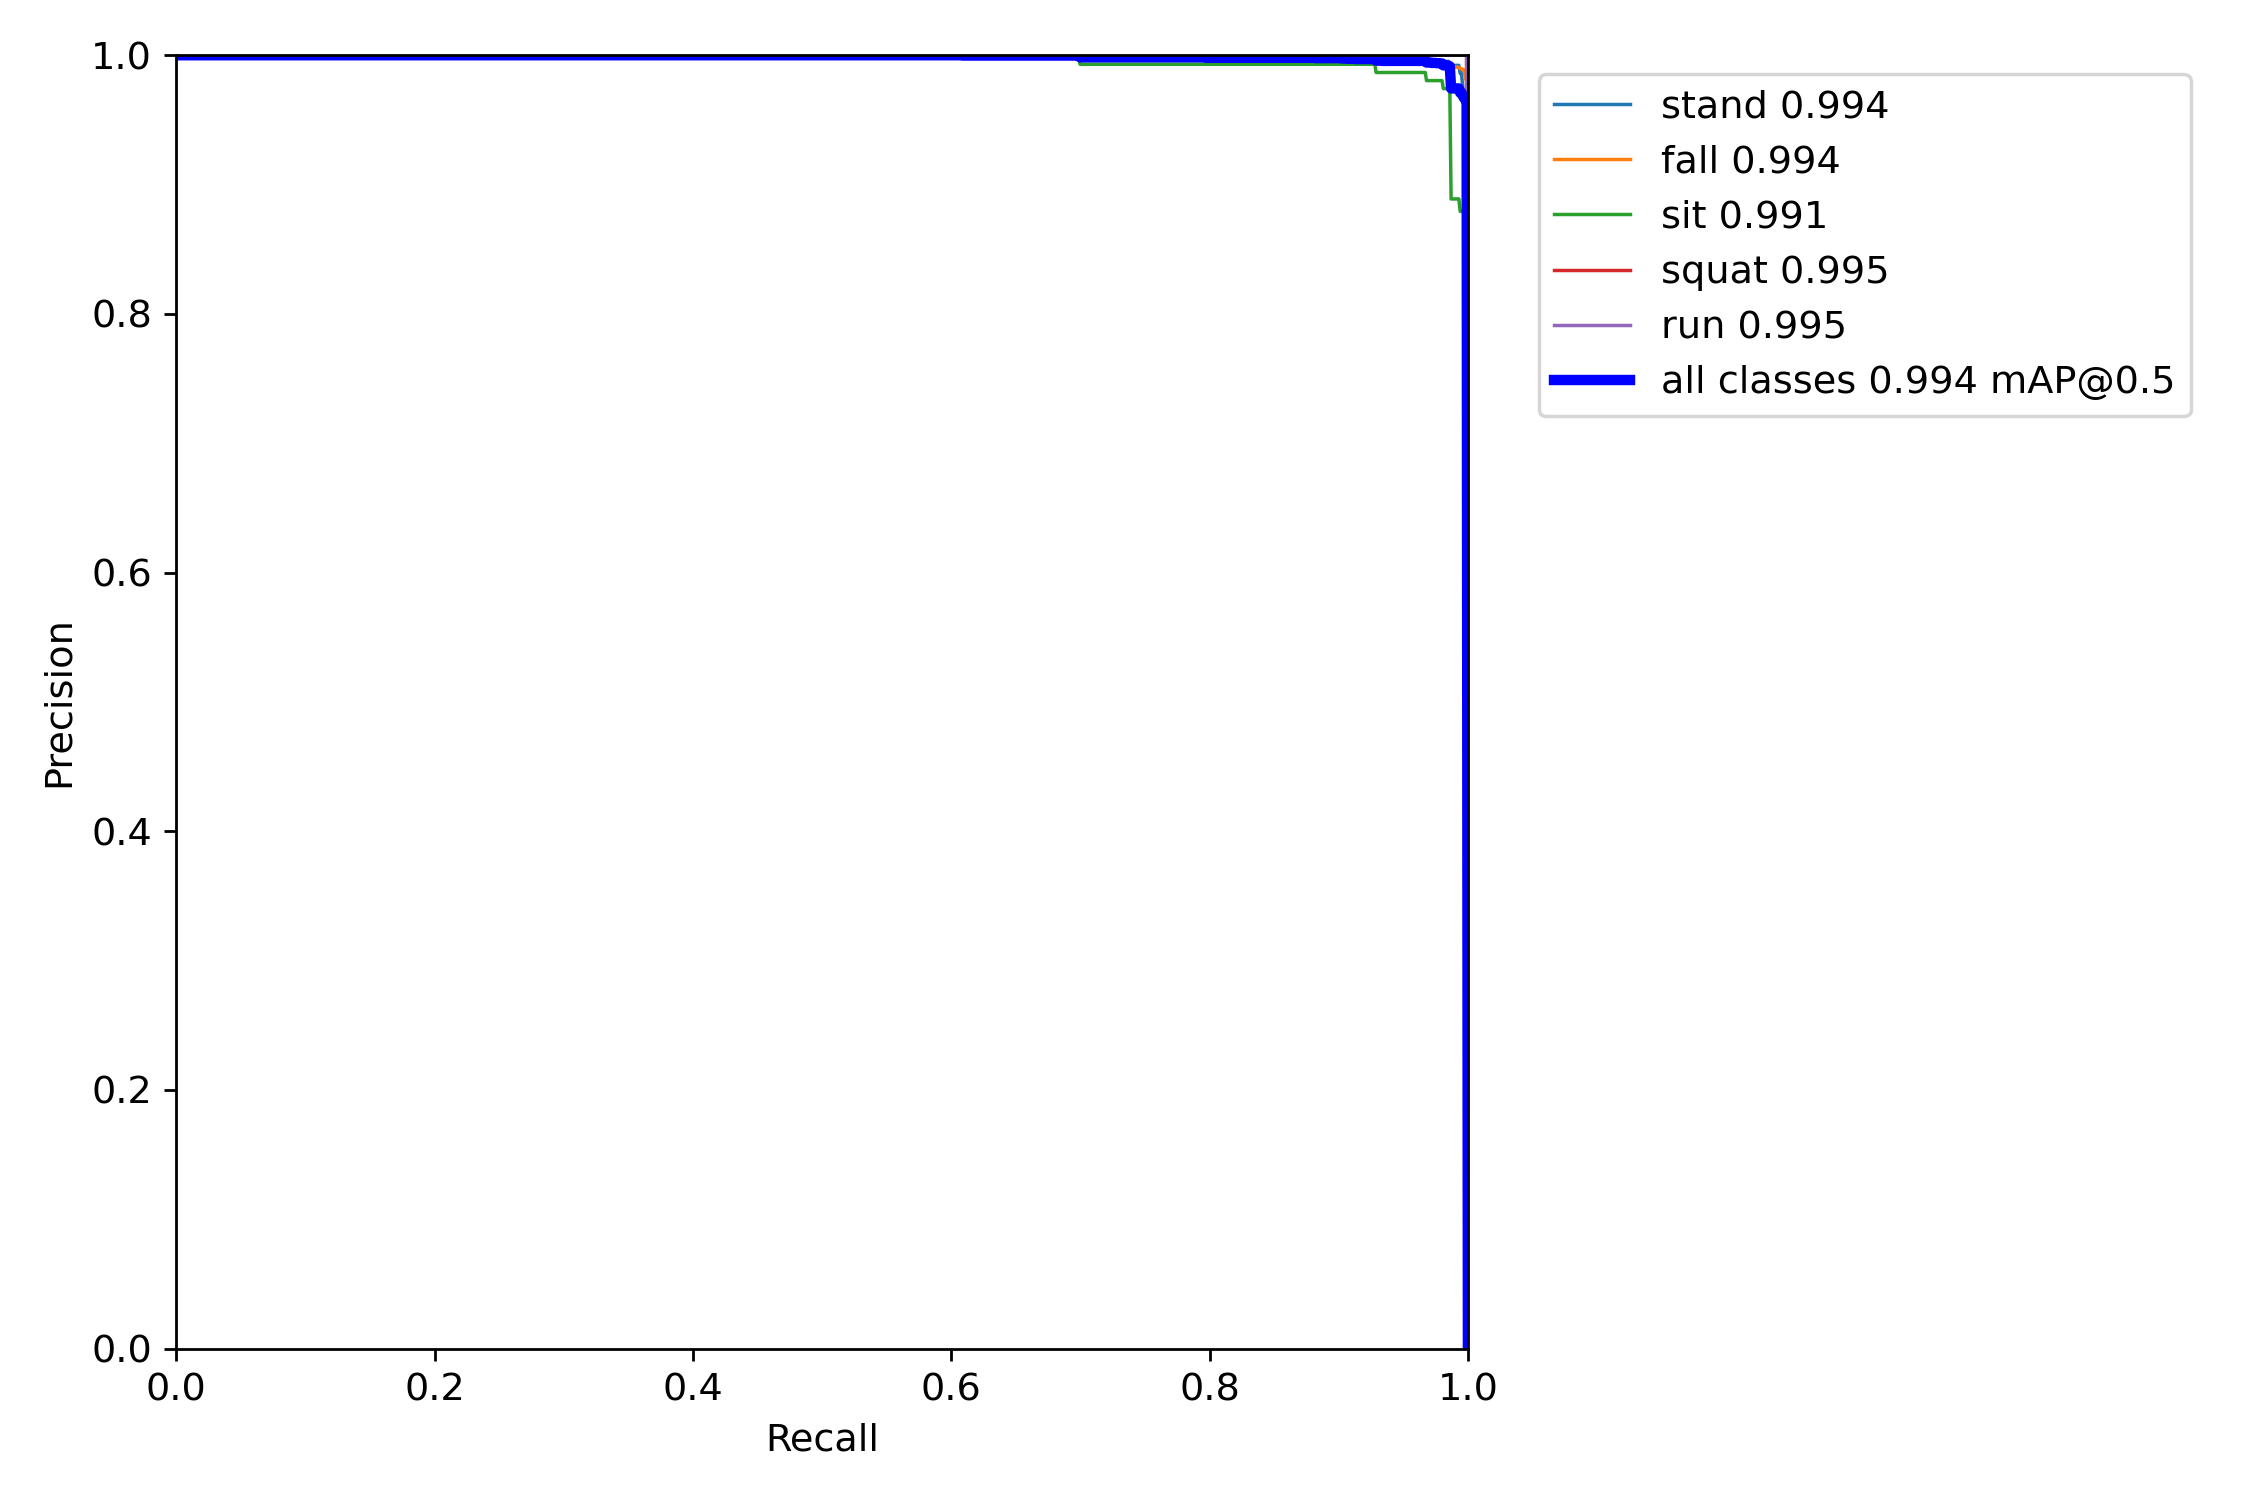 1.0
0.8
0.6
0.4
0.2
0.0
Precision
0.0 0.2 0.4 0.6 0.8 1.0
Recall
stand 0.994
fall 0.994
sit 0.991
squat 0.995
run 0.995
all classes 0.994 mAP@0.5